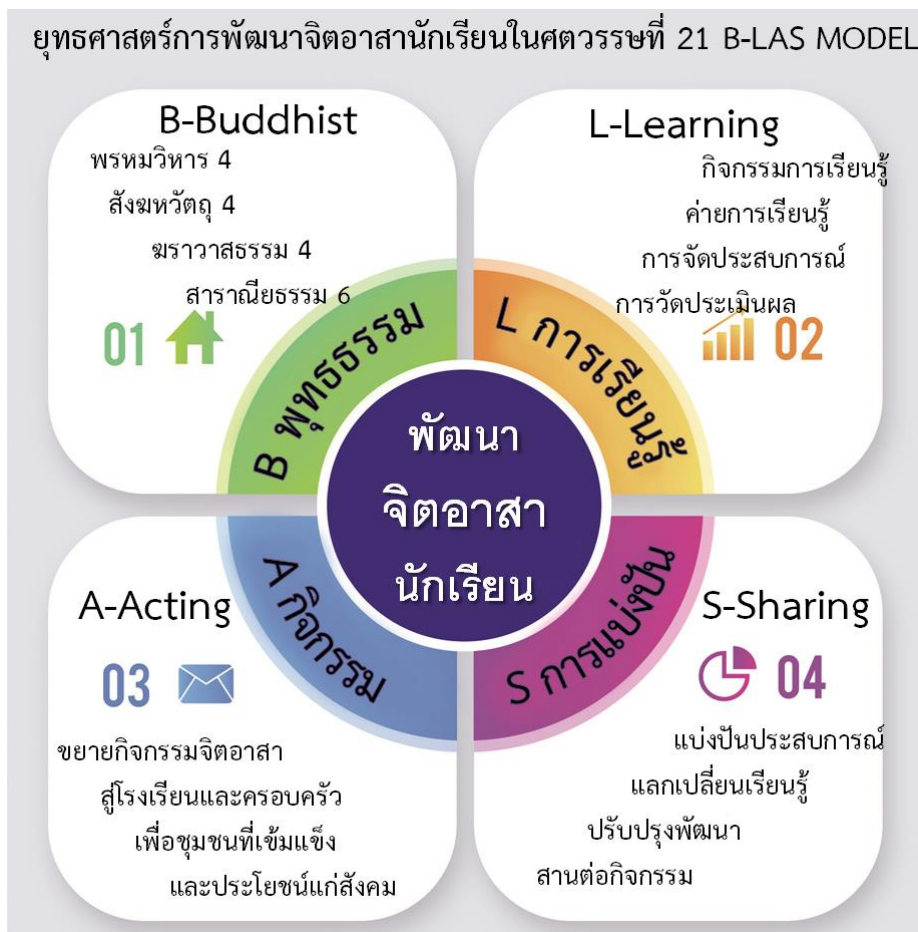 ยุทธศาสตร์การพัฒนาจิตอาสานักเรียนในศตวรรษที่ 21 B-LAS MODEL
B-Buddhist
พรหมวิหาร 4
สังฆหวัตถุ 4
ฆราวาสธรรม 4
สาราณียธรรม 6
01
B พุทธธรรม
L-Learning
กิจกรรมการเรียนรู้
ค่ายการเรียนรู้
การจัดประสบการณ์
การวัดประเมินผล
02
L การเรียนรู้
พัฒนา
จิตอาสา
นักเรียน
A-Acting
03
A กิจกรรม
ขยายกิจกรรมจิตอาสา
สู่โรงเรียนและครอบครัว
เพื่อชุมชนที่เข้มแข็ง
และประโยชน์แก่สังคม
S-Sharing
04
S การแบ่งปัน
แบ่งปันประสบการณ์
แลกเปลี่ยนเรียนรู้
ปรับปรุงพัฒนา
สานต่อกิจกรรม